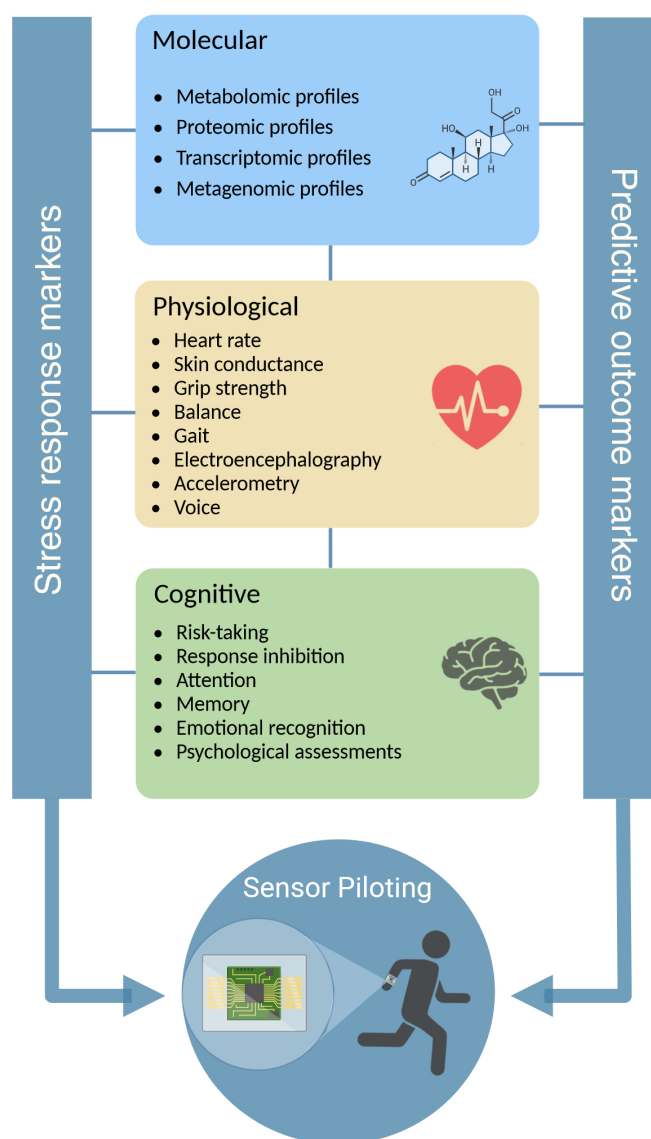 Stress response markers
Molecular
Metabolomic profiles
Proteomic profiles
Transcriptomic profiles
Metagenomic profiles
OH
O
HO
OH
H
H
H
O
Physiological
Heart rate
Skin conductance
Grip strength
Balance
Gait
Electroencephalography
Accelerometry
Voice
Cognitive
Risk-taking
Response inhibition
Attention
Memory
Emotional recognition
Psychological assessments
Predictive outcome markers
Sensor Piloting